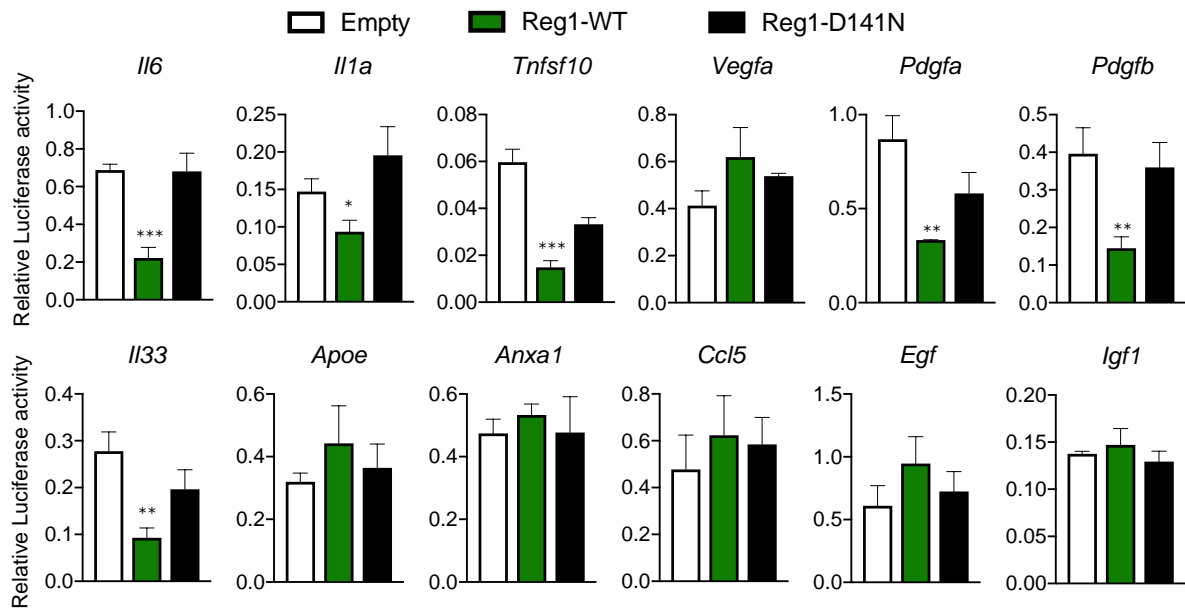 Empty Reg1-WT Reg1-D141N
Il6 Il1a Tnfsf10 Vegfa Pdgfa Pdgfb
Relative Luciferase activity
1.0 0.8 0.6 0.4 0.2 0.0
***
0.25 0.20 0.15 0.10 0.05 0.00
*
0.08 0.06 0.04 0.02 0.00
***
0.8 0.6 0.4 0.2 0.0
1.0 0.5 0.0
**
0.5 0.4 0.3 0.2 0.1 0.0
**
Il33 Apoe Anxa1 Ccl5 Egf Igf1
Relative Luciferase activity
0.4 0.3 0.2 0.1 0.0
**
0.6 0.4 0.2 0.0
0.6 0.4 0.2 0.0
0.8 0.6 0.4 0.2 0.0
1.5 1.0 0.5 0.0
0.20 0.15 0.10 0.05 0.00